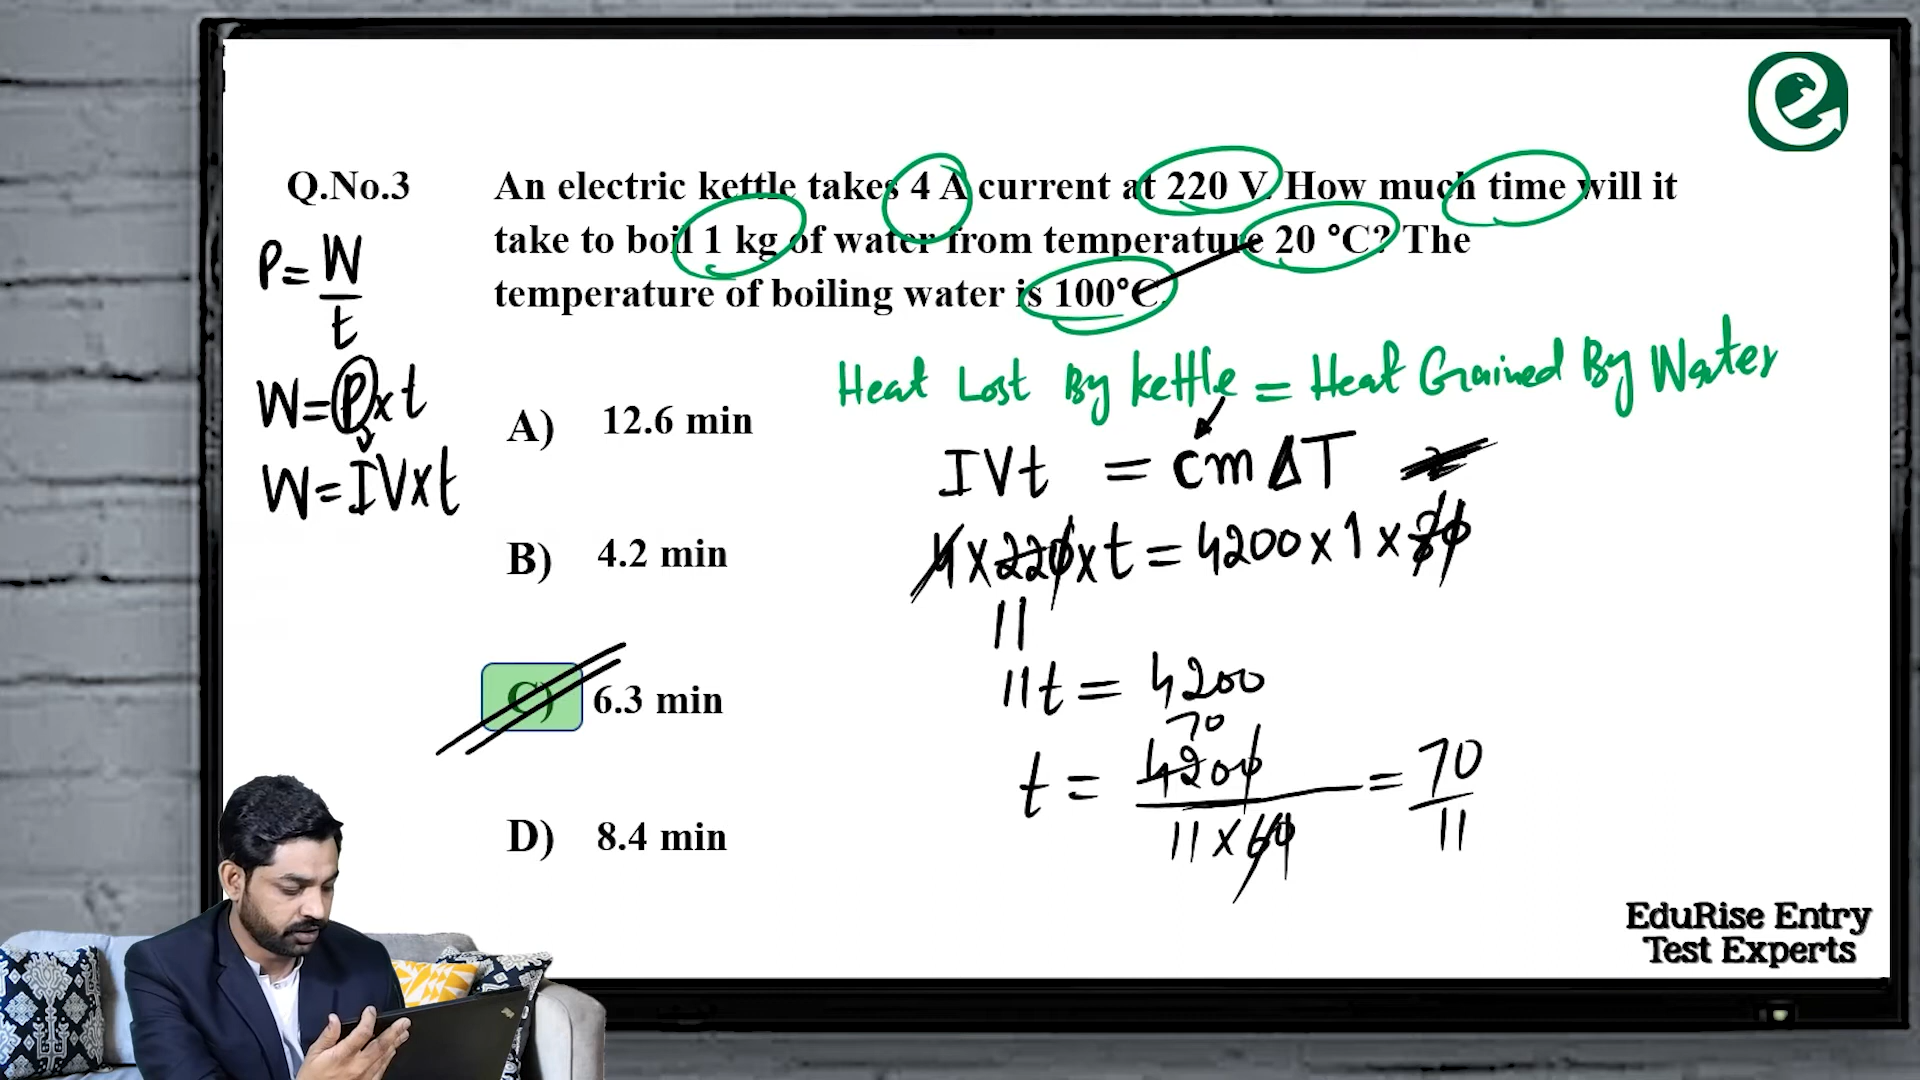 Q.No.3
An electric kettle takes 4 A current at 220 V. How much time will it
take to boil 1 kg of water from temperature 20 °C? The
temperature of boiling water is 100°C.
P = W
t
W = P x t
W = IV x t
Heat Lost By Kettle = Heat Grained By Water
A) 12.6 min
B) 4.2 min
C) 6.3 min
D) 8.4 min
IVt = cm ΔT
4 x 220 x t = 4200 x 1 x 80
11
11t = 4200
70
t = 4200 = 70
11 x 60 11
EduRise Entry
Test Experts